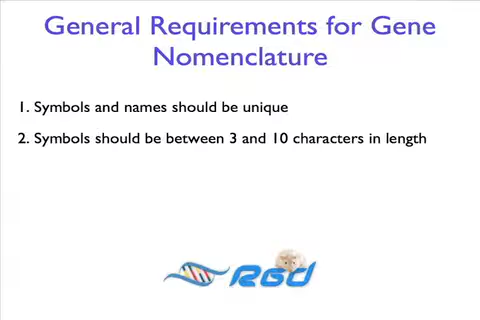 General Requirements for Gene
Nomenclature
1. Symbols and names should be unique
2. Symbols should be between 3 and 10 characters in length
RGD